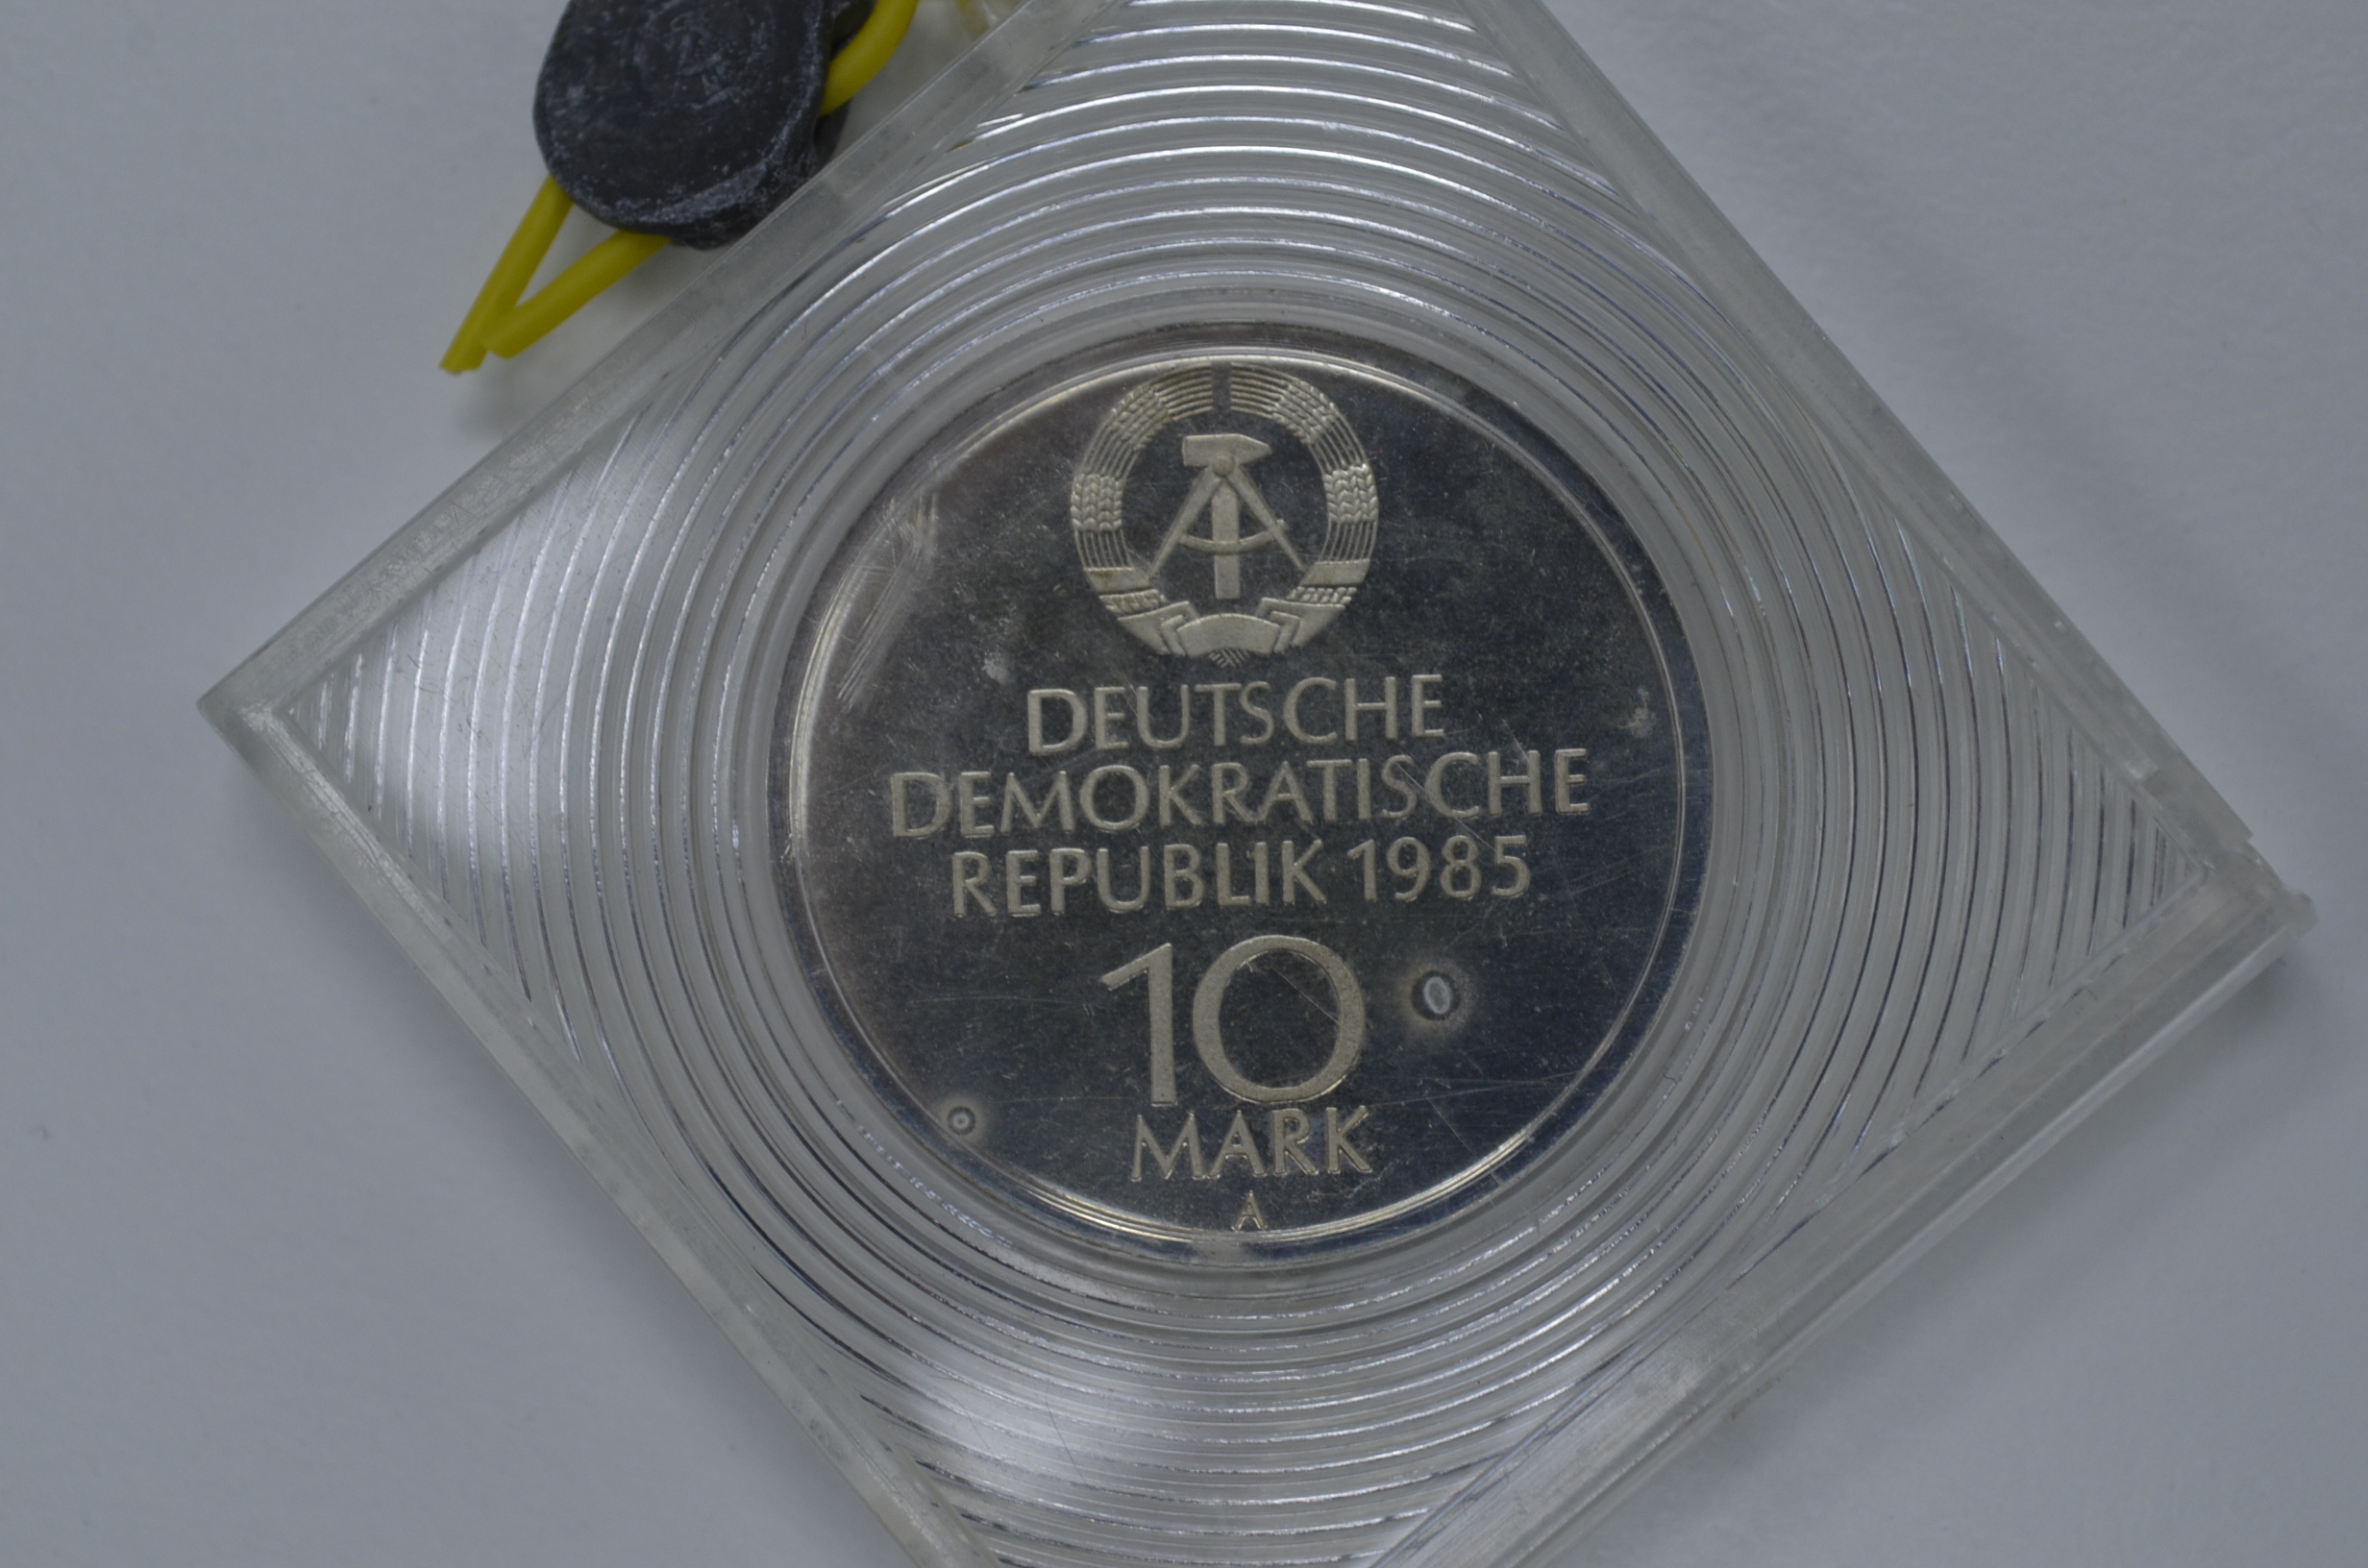 DEUTSCHE
DEMOKRATISCHE
REPUBLIK 1985
10
MARK
A